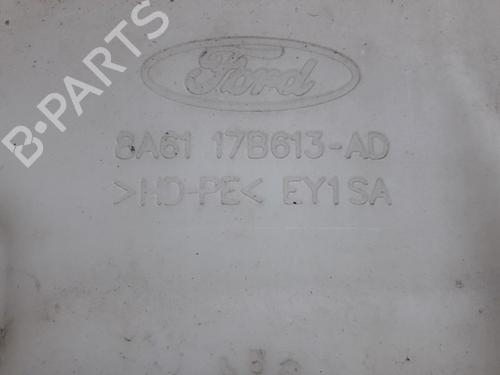 B-PARTS
Ford
8A61 17B613-AD
>HD-PE< EY1SA